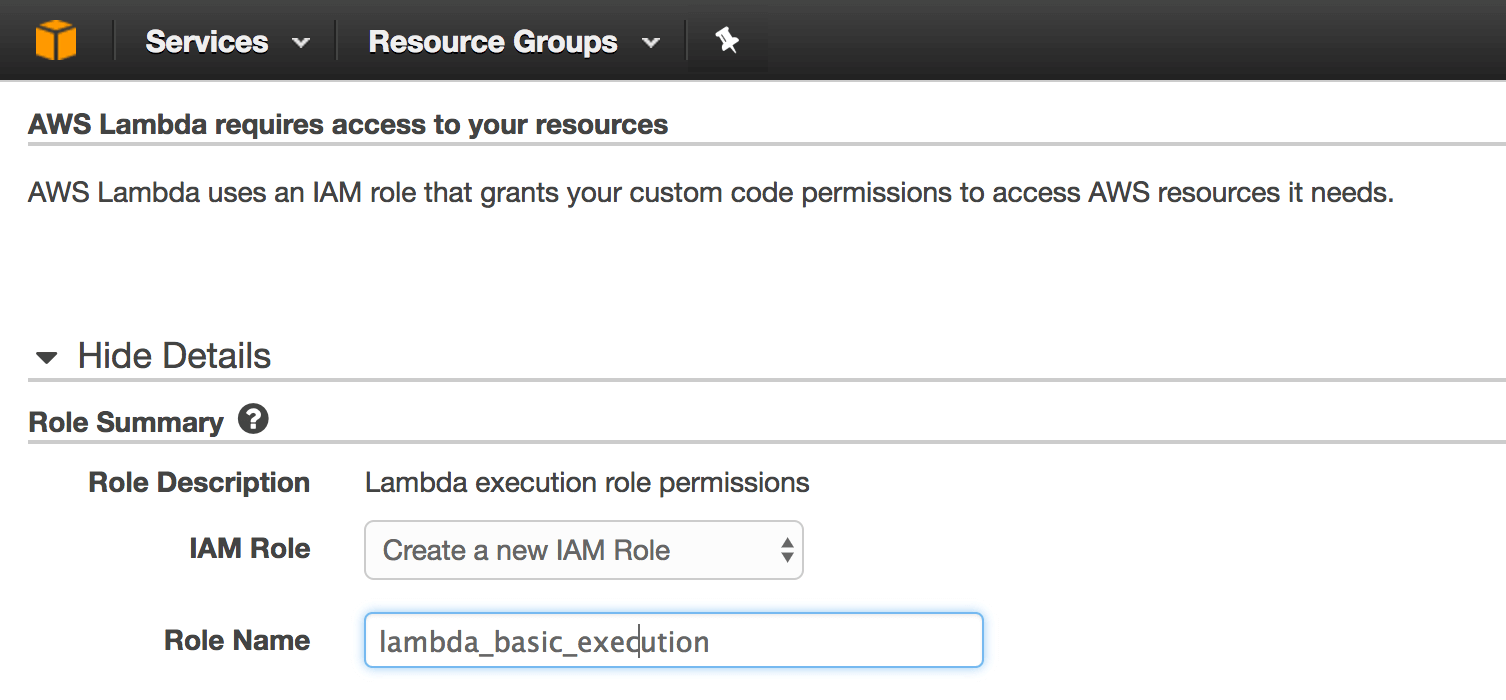 Services Resource Groups
AWS Lambda requires access to your resources
AWS Lambda uses an IAM role that grants your custom code permissions to access AWS resources it needs.
Hide Details
Role Summary ?
Role Description Lambda execution role permissions
IAM Role Create a new IAM Role
Role Name lambda_basic_execution